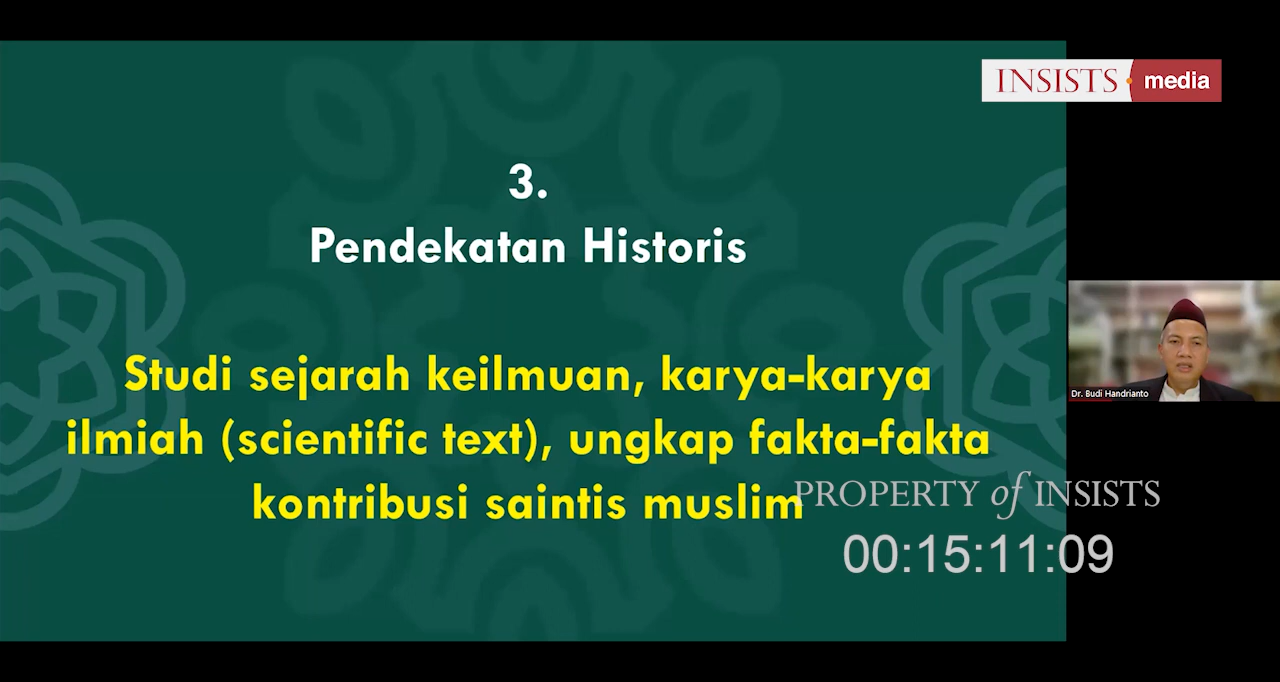 INSISTS media
3.
Pendekatan Historis
Studi sejarah keilmuan, karya-karya
ilmiah (scientific text), ungkap fakta-fakta
kontribusi saintis muslim
Dr. Budi Handrianto
PROPERTY of INSISTS
00:15:11:09